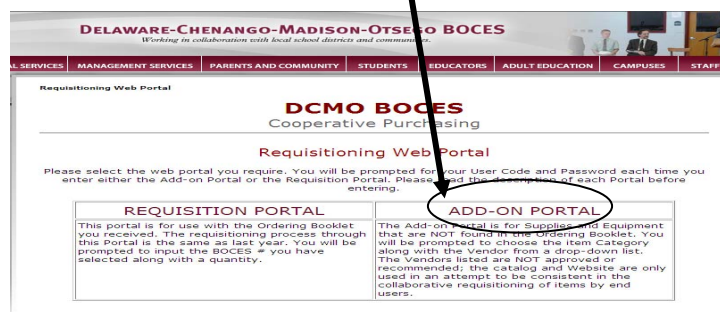 DELAWARE-CHENANGO-MADISON-OTSEGO BOCES
Working in collaboration with local school districts and communities.
L SERVICES MANAGEMENT SERVICES PARENTS AND COMMUNITY STUDENTS EDUCATORS ADULT EDUCATION CAMPUSES STAFF
Requisitioning Web Portal
DCMO BOCES
Cooperative Purchasing
Requisitioning Web Portal
Please select the web portal you require. You will be prompted for your User Code and Password each time you
enter either the Add-on Portal or the Requisition Portal. Please read the description of each Portal before
entering.
REQUISITION PORTAL
This portal is for use with the Ordering Booklet
you received. The requisitioning process through
this Portal is the same as last year. You will be
prompted to input the BOCES # you have
selected along with a quantity.
ADD-ON PORTAL
The Add-on Portal is for Supplies and Equipment
that are NOT found in the Ordering Booklet. You
will be prompted to choose the item Category
along with the Vendor from a drop-down list.
The Vendors listed are NOT approved or
recommended; the catalog and Website are only
used in an attempt to be consistent in the
collaborative requisitioning of items by end
users.